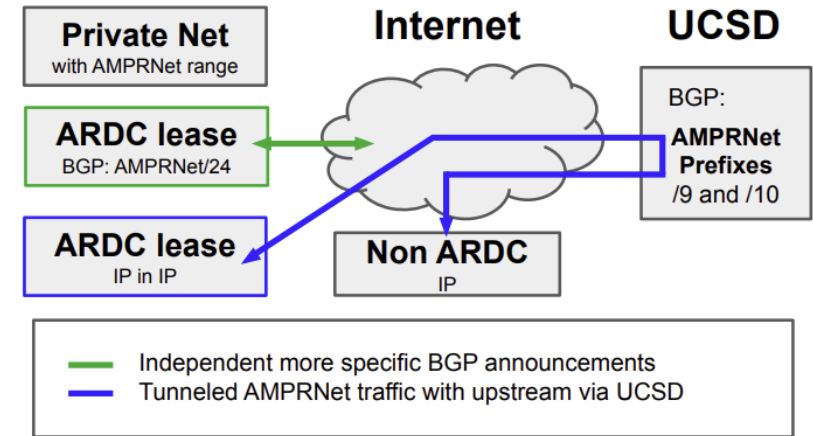 Private Net
with AMPRNet range
Internet
UCSD
ARDC lease
BGP: AMPRNet/24
BGP:
AMPRNet
Prefixes
/9 and /10
ARDC lease
IP in IP
Non ARDC
IP
Independent more specific BGP announcements
Tunneled AMPRNet traffic with upstream via UCSD